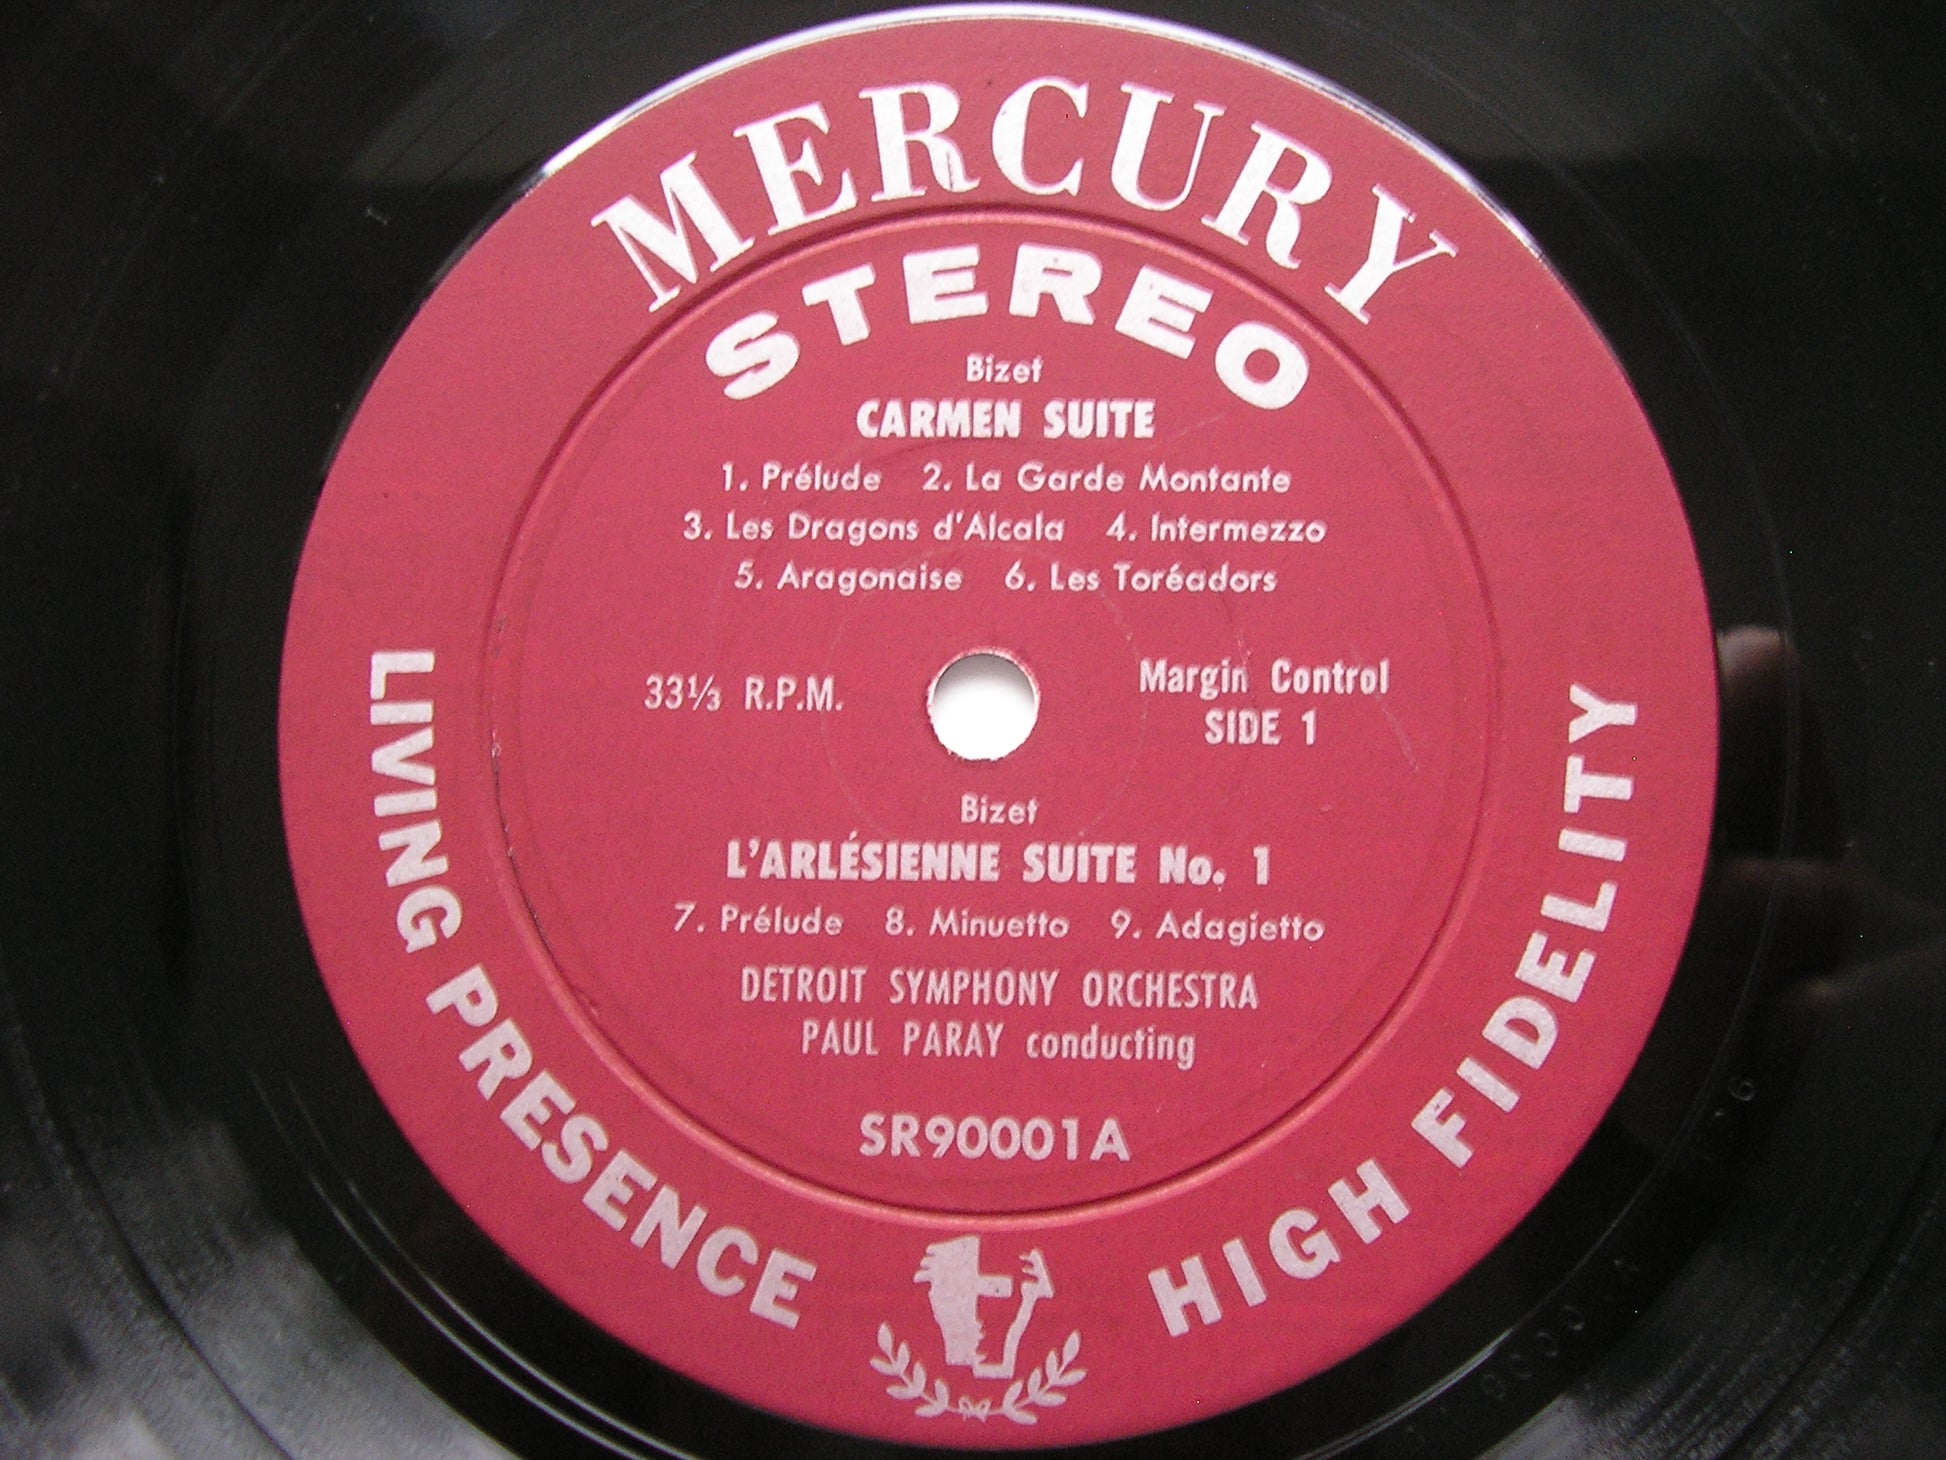 MERCURY
STEREO
Bizet
CARMEN SUITE
1. Prélude 2. La Garde Montante
3. Les Dragons d'Alcala 4. Intermezzo
5. Aragonaise 6. Les Toréadors
33⅓ R.P.M.
Margin Control
SIDE 1
Bizet
L'ARLÉSIENNE SUITE No. 1
7. Prélude 8. Minuetto 9. Adagietto
DETROIT SYMPHONY ORCHESTRA
PAUL PARAY conducting
SR90001A
LIVING PRESENCE
HIGH FIDELITY